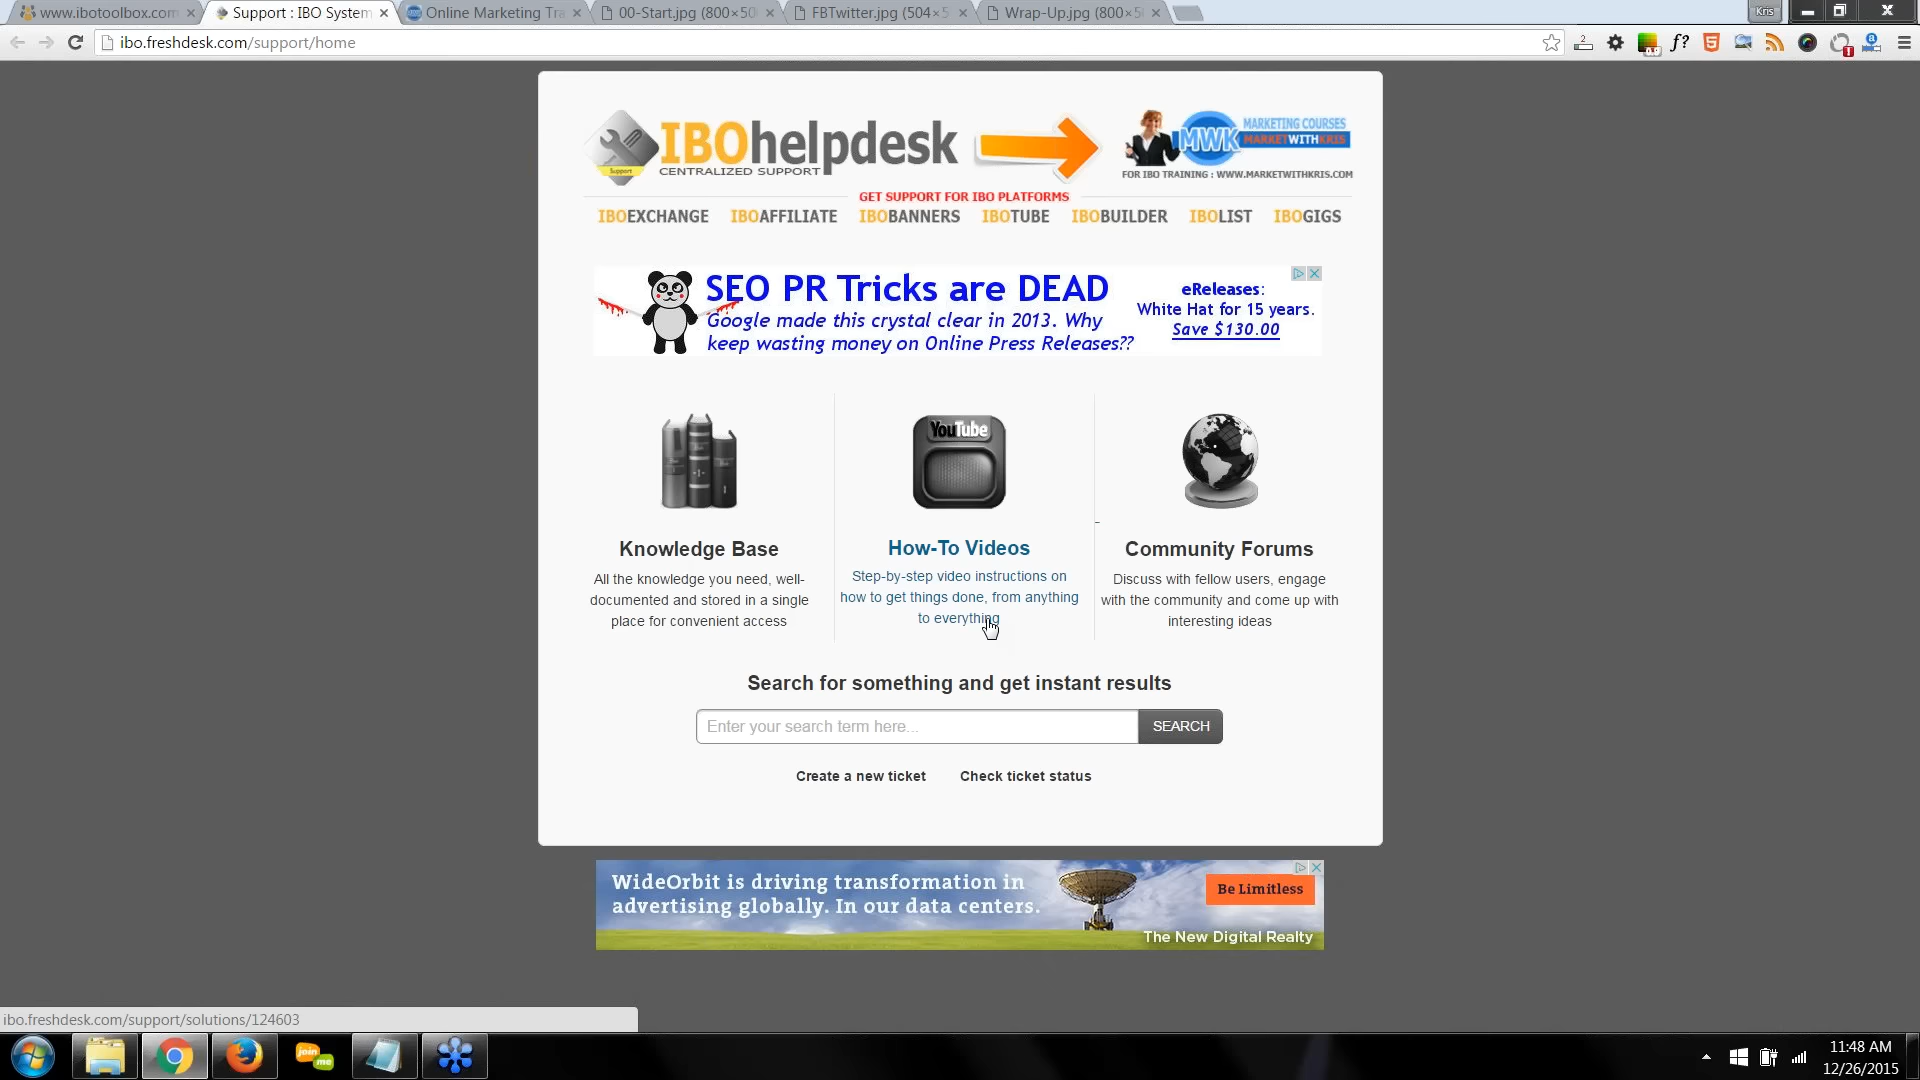 www.ibotoolbox.com
Support : IBO System
Online Marketing Tra
00-Start.jpg (800×50
FBTwitter.jpg (504×5
Wrap-Up.jpg (800×5
Kris
ibo.freshdesk.com/support/home
Support
IBOhelpdesk
CENTRALIZED SUPPORT
MWK
MARKETING COURSES
MARKETWITHKRIS
FOR IBO TRAINING : WWW.MARKETWITHKRIS.COM
GET SUPPORT FOR IBO PLATFORMS
IBOEXCHANGE IBOAFFILIATE IBOBANNERS IBOTUBE IBOBUILDER IBOLIST IBOGIGS
SEO PR Tricks are DEAD
Google made this crystal clear in 2013. Why
keep wasting money on Online Press Releases??
eReleases:
White Hat for 15 years.
Save $130.00
YouTube
Knowledge Base
All the knowledge you need, well-
documented and stored in a single
place for convenient access
How-To Videos
Step-by-step video instructions on
how to get things done, from anything
to everything
Community Forums
Discuss with fellow users, engage
with the community and come up with
interesting ideas
Search for something and get instant results
Enter your search term here...
SEARCH
Create a new ticket
Check ticket status
WideOrbit is driving transformation in
advertising globally. In our data centers.
Be Limitless
The New Digital Realty
ibo.freshdesk.com/support/solutions/124603
join
me
11:48 AM
12/26/2015